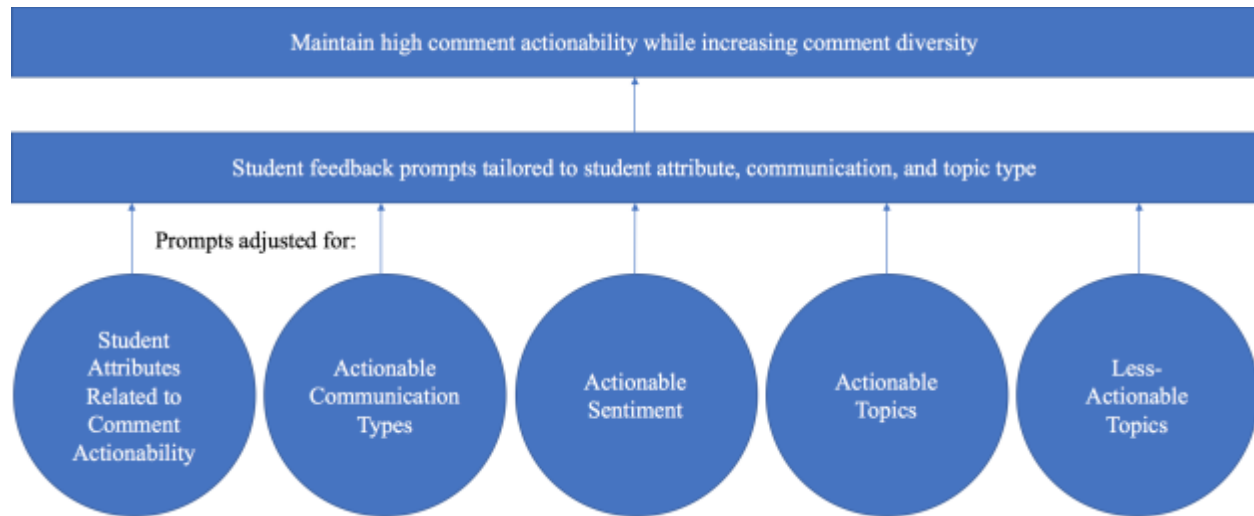 Maintain high comment actionability while increasing comment diversity
Student feedback prompts tailored to student attribute, communication, and topic type
Prompts adjusted for:
Student
Attributes
Related to
Comment
Actionability
Actionable
Communication
Types
Actionable
Sentiment
Actionable
Topics
Less-
Actionable
Topics